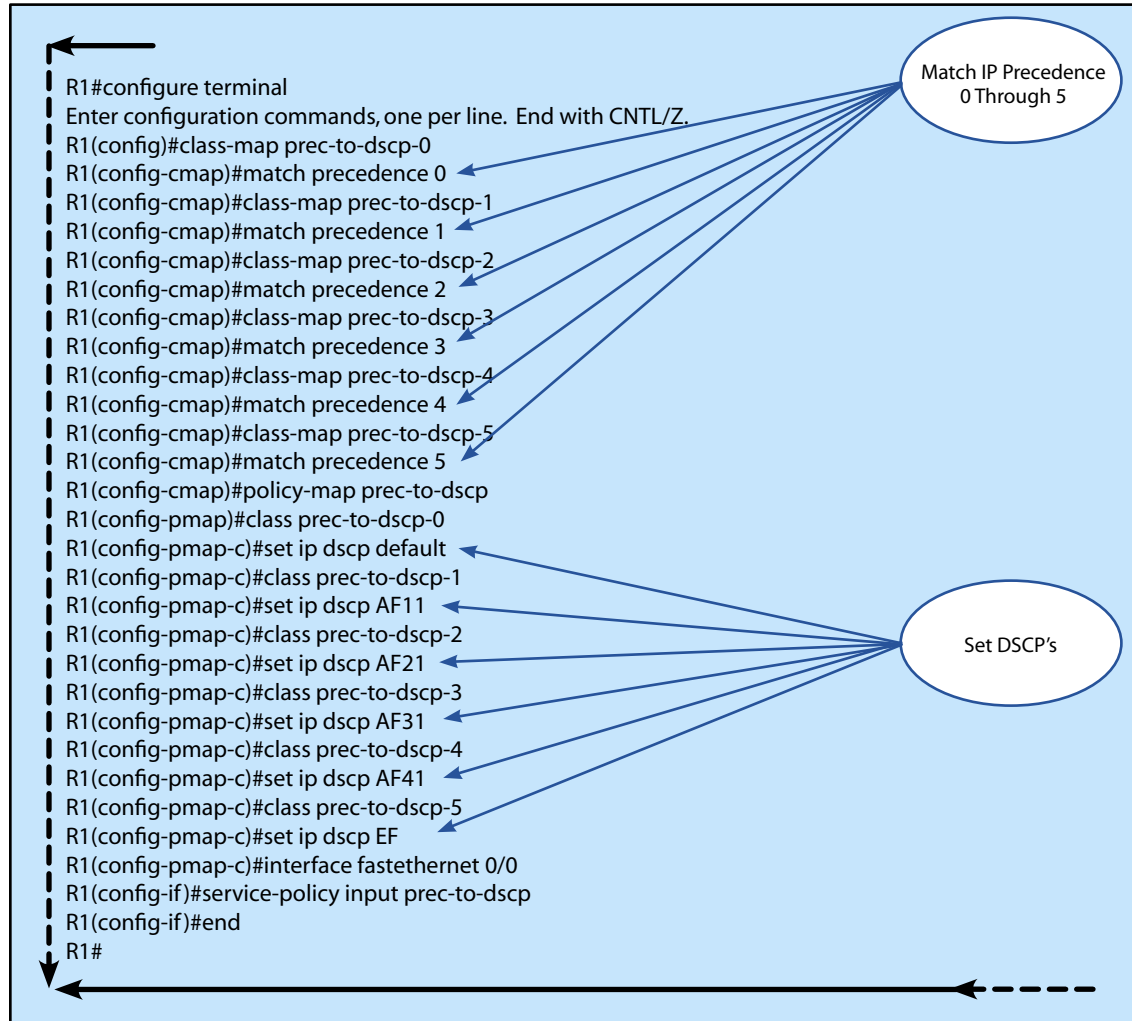 R1#configure terminal
Enter configuration commands, one per line. End with CNTL/Z.
R1(config)#class-map prec-to-dscp-0
R1(config-cmap)#match precedence 0
R1(config-cmap)#class-map prec-to-dscp-1
R1(config-cmap)#match precedence 1
R1(config-cmap)#class-map prec-to-dscp-2
R1(config-cmap)#match precedence 2
R1(config-cmap)#class-map prec-to-dscp-3
R1(config-cmap)#match precedence 3
R1(config-cmap)#class-map prec-to-dscp-4
R1(config-cmap)#match precedence 4
R1(config-cmap)#class-map prec-to-dscp-5
R1(config-cmap)#match precedence 5
R1(config-cmap)#policy-map prec-to-dscp
R1(config-pmap)#class prec-to-dscp-0
R1(config-pmap-c)#set ip dscp default
R1(config-pmap-c)#class prec-to-dscp-1
R1(config-pmap-c)#set ip dscp AF11
R1(config-pmap-c)#class prec-to-dscp-2
R1(config-pmap-c)#set ip dscp AF21
R1(config-pmap-c)#class prec-to-dscp-3
R1(config-pmap-c)#set ip dscp AF31
R1(config-pmap-c)#class prec-to-dscp-4
R1(config-pmap-c)#set ip dscp AF41
R1(config-pmap-c)#class prec-to-dscp-5
R1(config-pmap-c)#set ip dscp EF
R1(config-pmap-c)#interface fastethernet 0/0
R1(config-if)#service-policy input prec-to-dscp
R1(config-if)#end
R1#
Match IP Precedence
0 Through 5
Set DSCP's